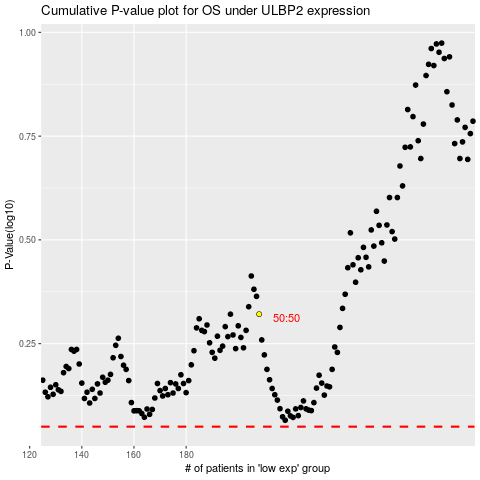 Cumulative P-value plot for OS under ULBP2 expression
1.00
0.75
0.50
0.25
P-Value(log10)
50:50
120 140 160 180
# of patients in 'low exp' group